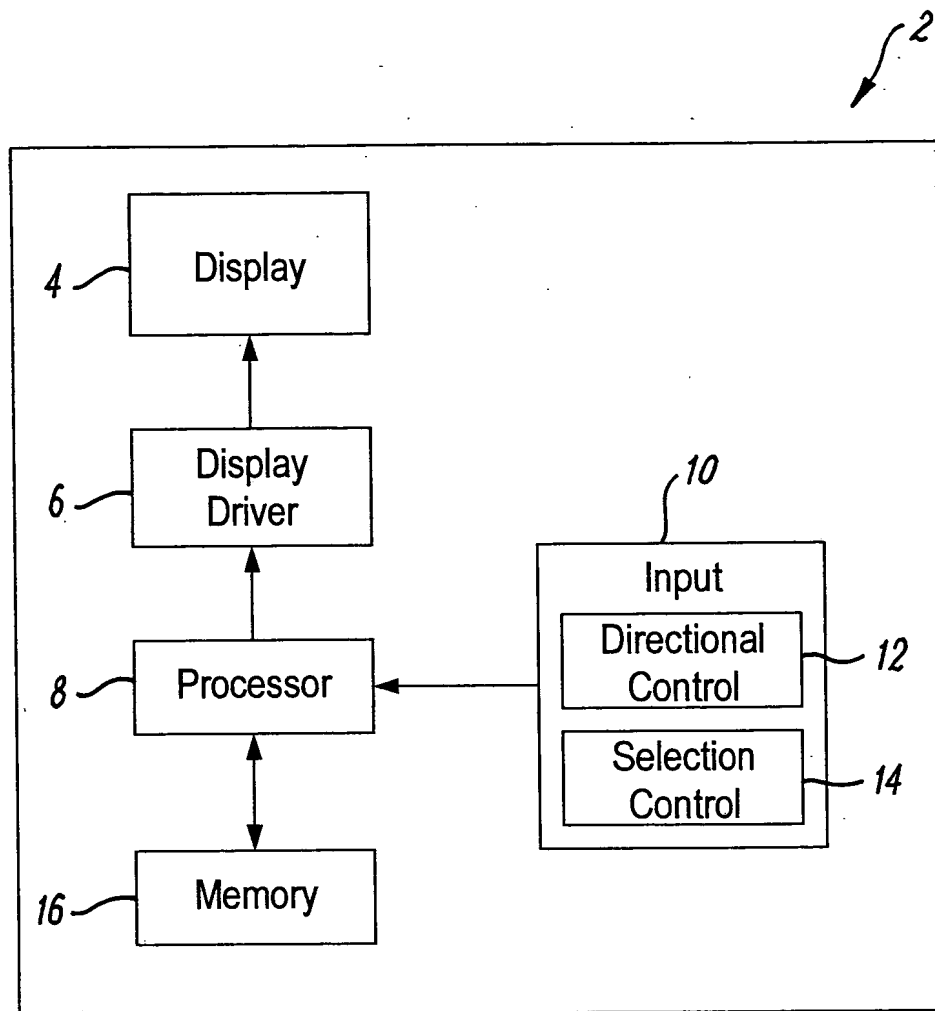 2
Display
4
Display
Driver
6
10
Input
Processor
8
Directional
Control
12
Selection
Control
14
Memory
16